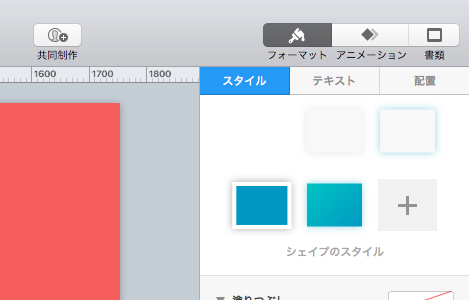 共同制作
フォーマット アニメーション 書類
1600 1700 1800
スタイル テキスト 配置
シェイプのスタイル
塗りつぶし